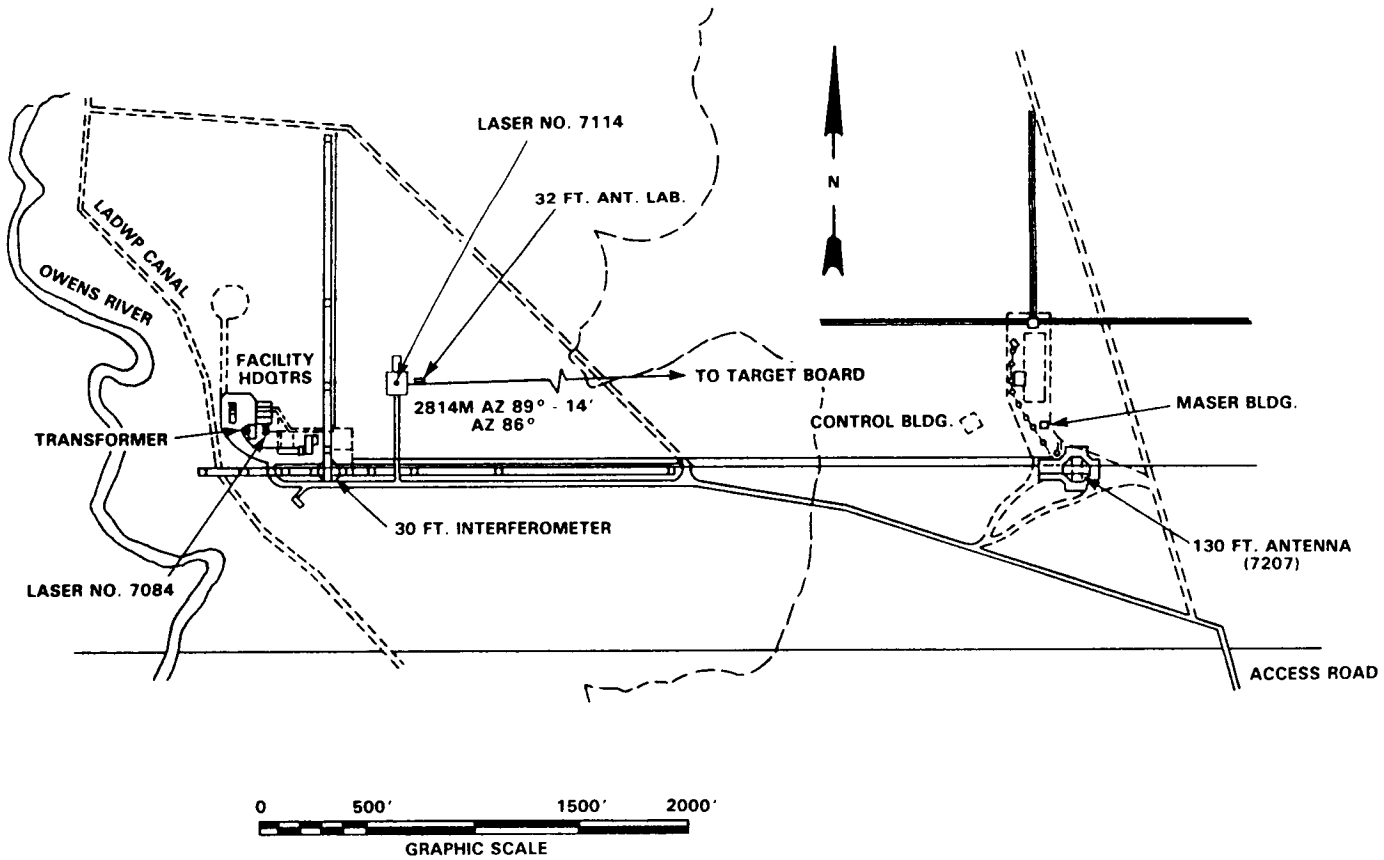 LASER NO. 7114
32 FT. ANT. LAB.
N
LADWP CANAL
OWENS RIVER
FACILITY
HDQTRS
TO TARGET BOARD
2814M AZ 89° - 14'
AZ 86°
CONTROL BLDG.
MASER BLDG.
TRANSFORMER
30 FT. INTERFEROMETER
130 FT. ANTENNA
(7207)
LASER NO. 7084
ACCESS ROAD
0 500' 1500' 2000'
GRAPHIC SCALE